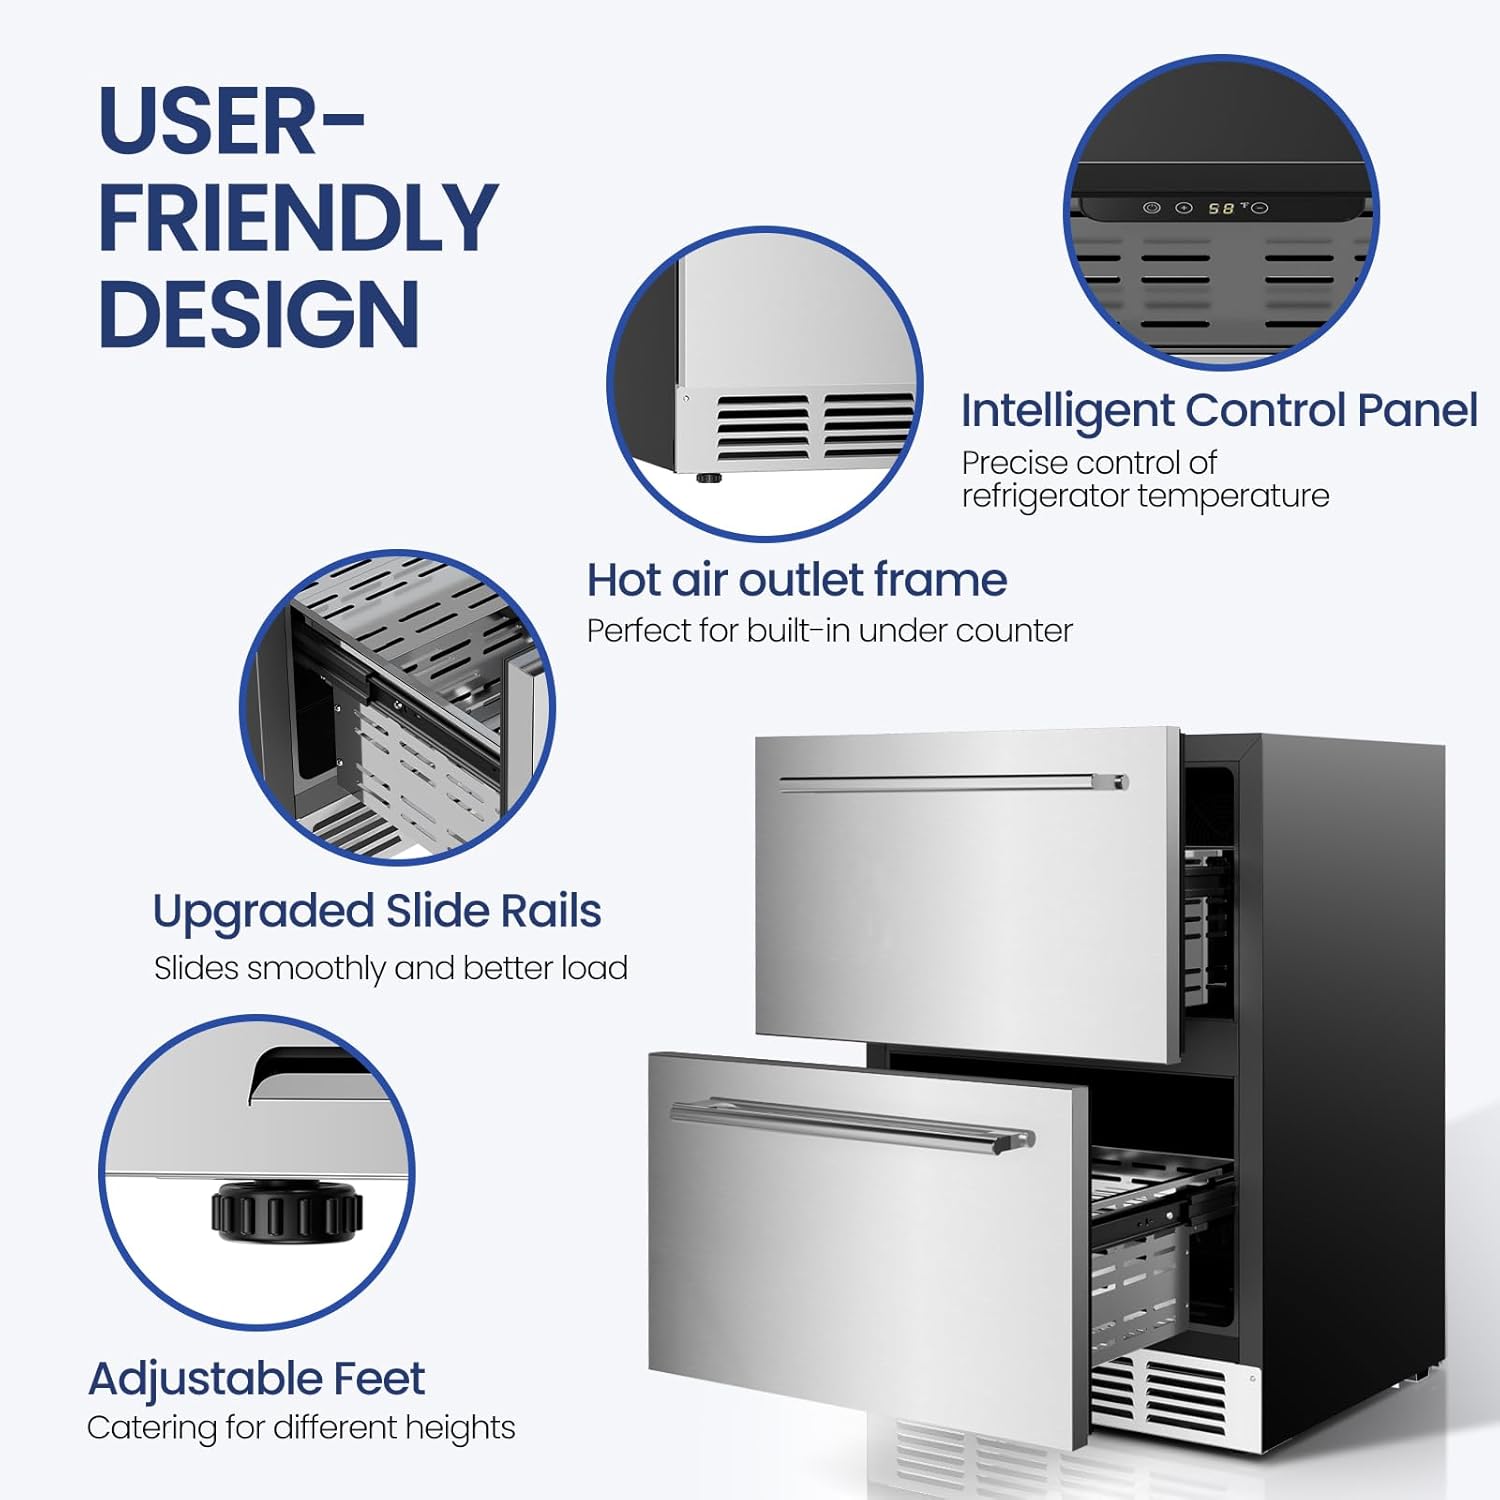 USER-
FRIENDLY
DESIGN
58 °F
Intelligent Control Panel
Precise control of
refrigerator temperature
Hot air outlet frame
Perfect for built-in under counter
Upgraded Slide Rails
Slides smoothly and better load
Adjustable Feet
Catering for different heights